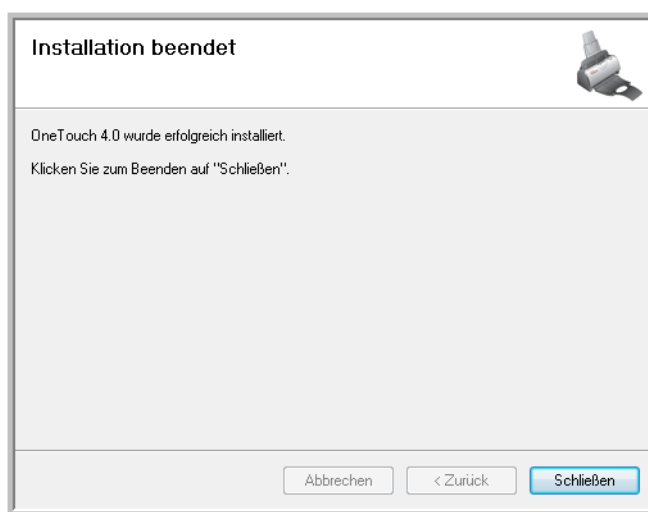 Installation beendet
OneTouch 4.0 wurde erfolgreich installiert.
Klicken Sie zum Beenden auf "Schließen".
Abbrechen
< Zurück
Schließen